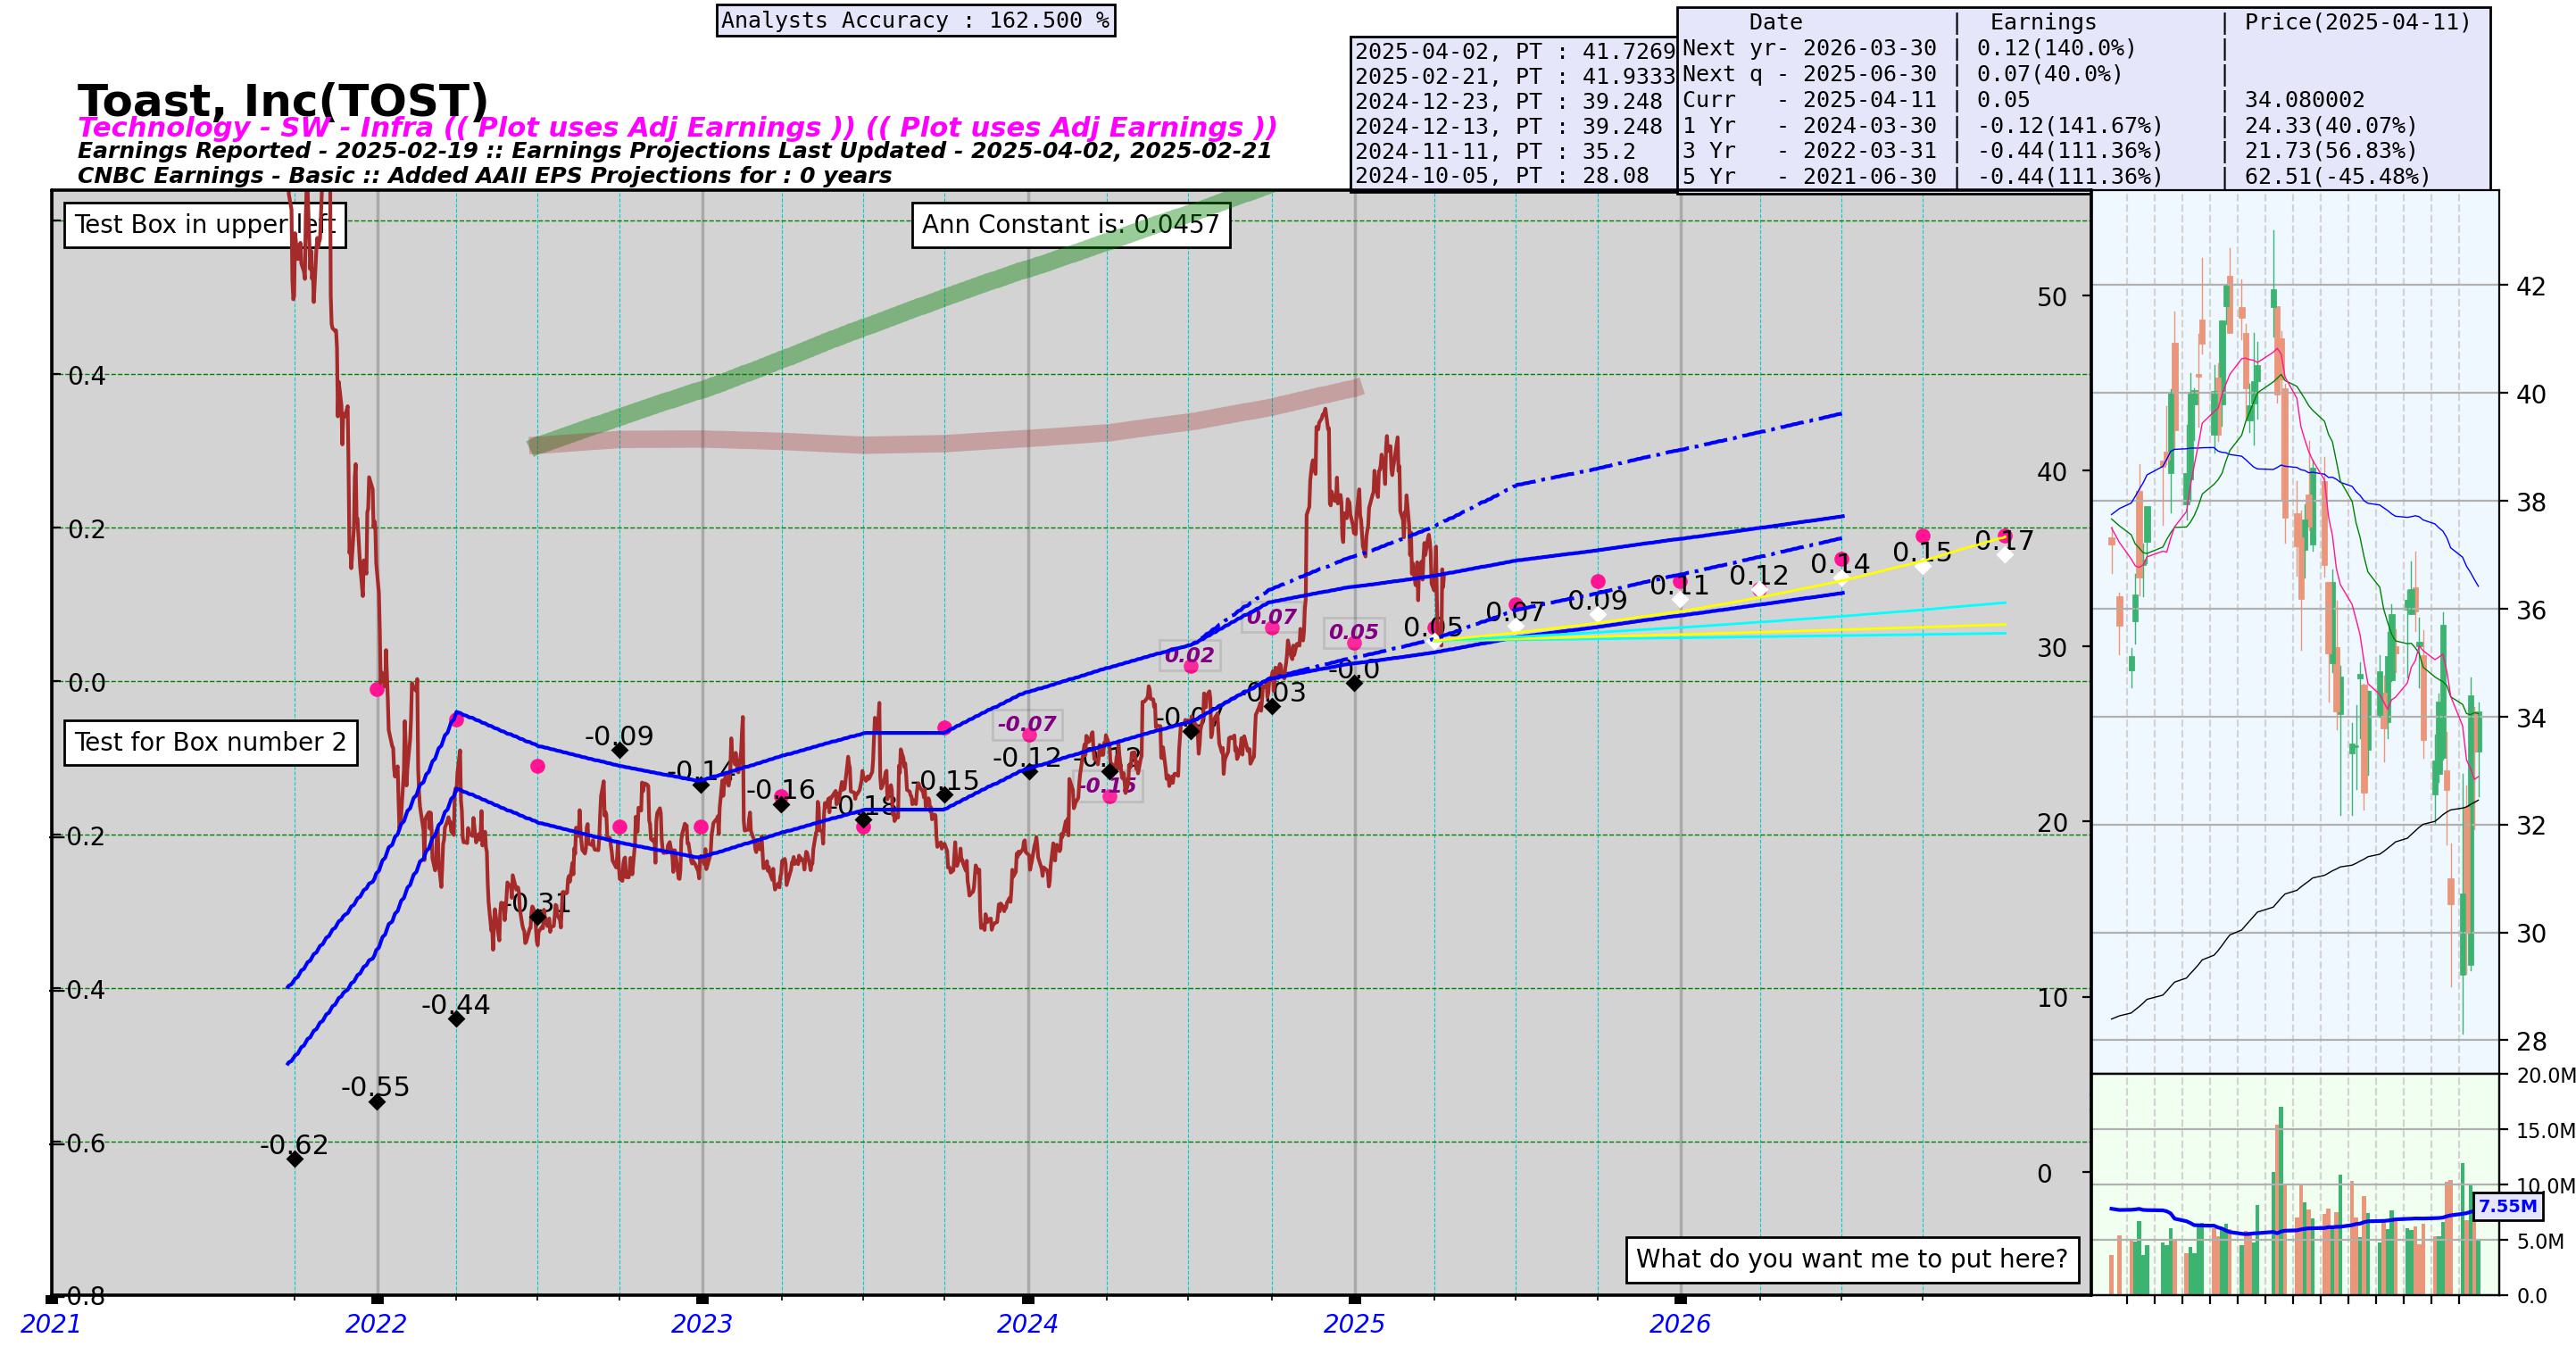 Analysts Accuracy : 162.500 %
Date | Earnings | Price(2025-04-11)
Next yr- 2026-03-30 | 0.12(140.0%) |
Next q - 2025-06-30 | 0.07(40.0%) |
Curr - 2025-04-11 | 0.05 | 34.080002
1 Yr - 2024-03-30 | -0.12(141.67%) | 24.33(40.07%)
3 Yr - 2022-03-31 | -0.44(111.36%) | 21.73(56.83%)
5 Yr - 2021-06-30 | -0.44(111.36%) | 62.51(-45.48%)
2025-04-02, PT : 41.7269
2025-02-21, PT : 41.9333
2024-12-23, PT : 39.248
2024-12-13, PT : 39.248
2024-11-11, PT : 35.2
2024-10-05, PT : 28.08
Toast, Inc(TOST)
Technology - SW - Infra (( Plot uses Adj Earnings )) (( Plot uses Adj Earnings ))
Earnings Reported - 2025-02-19 :: Earnings Projections Last Updated - 2025-04-02, 2025-02-21
CNBC Earnings - Basic :: Added AAII EPS Projections for : 0 years
Test Box in upper left
Ann Constant is: 0.0457
Test for Box number 2
What do you want me to put here?
0.4
0.2
0.0
-0.2
-0.4
-0.6
-0.8
-0.62
-0.55
-0.44
-0.31
-0.09
-0.14
-0.16
-0.18
-0.15
-0.12
-0.12
-0.07
-0.03
-0.0
0.05
0.07
0.09
0.11
0.12
0.14
0.15
0.17
-0.07
-0.15
0.02
0.07
0.05
50
40
30
20
10
0
42
40
38
36
34
32
30
28
20.0M
15.0M
10.0M
7.55M
5.0M
0.0
2021
2022
2023
2024
2025
2026